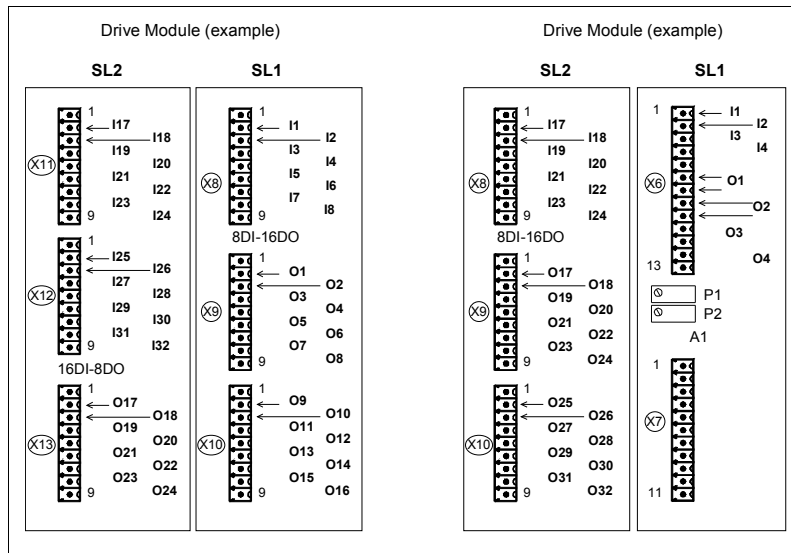 Drive Module (example)
SL2
SL1
1
I17
I18
I19
I20
X11
I21
I22
I23
I24
9
1
I25
I26
I27
I28
X12
I29
I30
I31
I32
9
16DI-8DO
1
O17
O18
O19
O20
X13
O21
O22
O23
O24
9
1
I1
I2
I3
I4
X8
I5
I6
I7
I8
9
8DI-16DO
1
O1
O2
O3
O4
X9
O5
O6
O7
O8
9
1
O9
O10
O11
O12
X10
O13
O14
O15
O16
9
Drive Module (example)
SL2
SL1
1
I17
I18
I19
I20
X8
I21
I22
I23
I24
9
8DI-16DO
1
O17
O18
O19
O20
X9
O21
O22
O23
O24
9
1
O25
O26
O27
O28
X10
O29
O30
O31
O32
9
1
I1
I2
I3
I4
X6
O1
O2
O3
O4
13
P1
P2
A1
1
X7
11